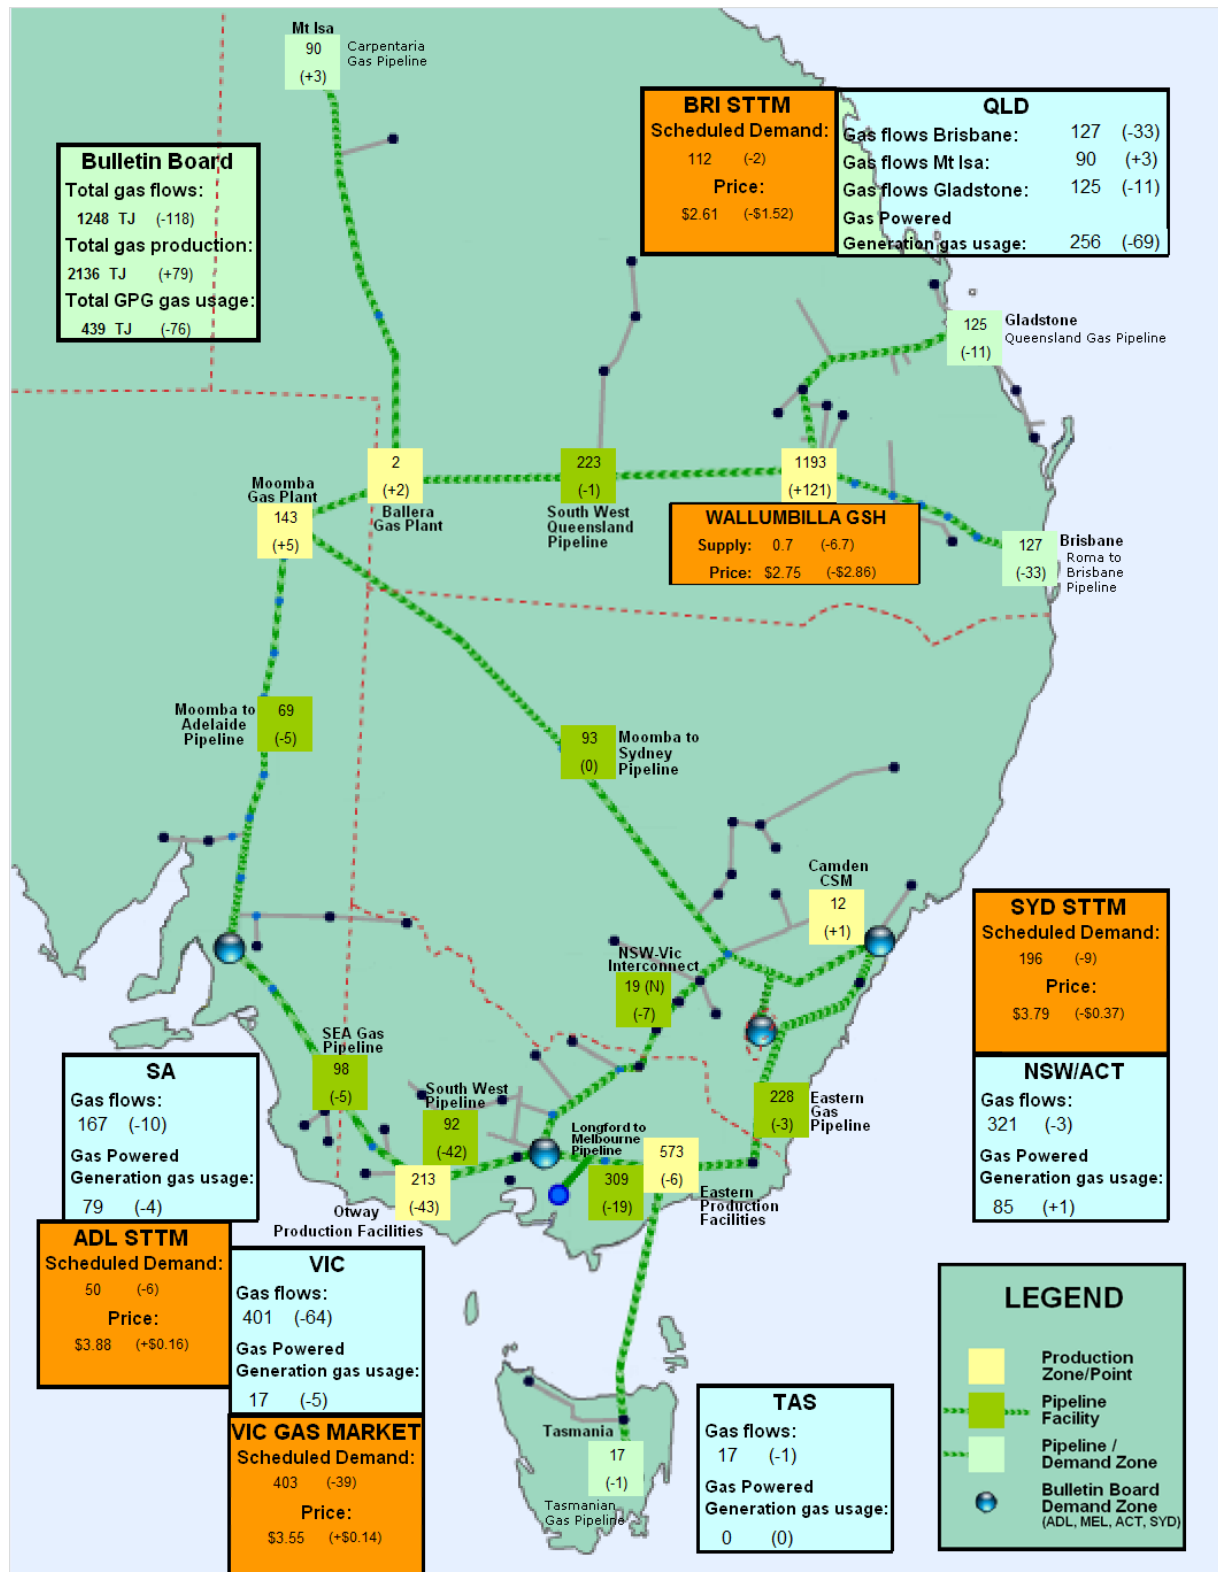 Mt Isa
90
(+3)
Carpentaria
Gas Pipeline
Bulletin Board
Total gas flows:
1248 TJ (-118)
Total gas production:
2136 TJ (+79)
Total GPG gas usage:
439 TJ (-76)
BRI STTM
Scheduled Demand:
112 (-2)
Price:
$2.61 (-$1.52)
QLD
Gas flows Brisbane: 127 (-33)
Gas flows Mt Isa: 90 (+3)
Gas flows Gladstone: 125 (-11)
Gas Powered
Generation gas usage: 256 (-69)
125
(-11)
Gladstone
Queensland Gas Pipeline
Moomba
Gas Plant
143
(+5)
2
(+2)
Ballera
Gas Plant
223
(-1)
South West
Queensland
Pipeline
1193
(+121)
WALLUMBILLA GSH
Supply: 0.7 (-6.7)
Price: $2.75 (-$2.86)
127
(-33)
Brisbane
Roma to
Brisbane
Pipeline
Moomba to
Adelaide
Pipeline
69
(-5)
93
(0)
Moomba to
Sydney
Pipeline
Camden
CSM
12
(+1)
NSW-Vic
Interconnect
19 (N)
(-7)
SYD STTM
Scheduled Demand:
196 (-9)
Price:
$3.79 (-$0.37)
NSW/ACT
Gas flows:
321 (-3)
Gas Powered
Generation gas usage:
85 (+1)
SEA Gas
Pipeline
98
(-5)
South West
Pipeline
92
(-42)
Longford to
Melbourne
Pipeline
309
(-19)
573
(-6)
Eastern
Production
Facilities
228
(-3)
Eastern
Gas
Pipeline
213
(-43)
Otway
Production Facilities
SA
Gas flows:
167 (-10)
Gas Powered
Generation gas usage:
79 (-4)
ADL STTM
Scheduled Demand:
50 (-6)
Price:
$3.88 (+$0.16)
VIC
Gas flows:
401 (-64)
Gas Powered
Generation gas usage:
17 (-5)
VIC GAS MARKET
Scheduled Demand:
403 (-39)
Price:
$3.55 (+$0.14)
Tasmania
17
(-1)
Tasmanian
Gas Pipeline
TAS
Gas flows:
17 (-1)
Gas Powered
Generation gas usage:
0 (0)
LEGEND
Production
Zone/Point
Pipeline
Facility
Pipeline /
Demand Zone
Bulletin Board
Demand Zone
(ADL, MEL, ACT, SYD)